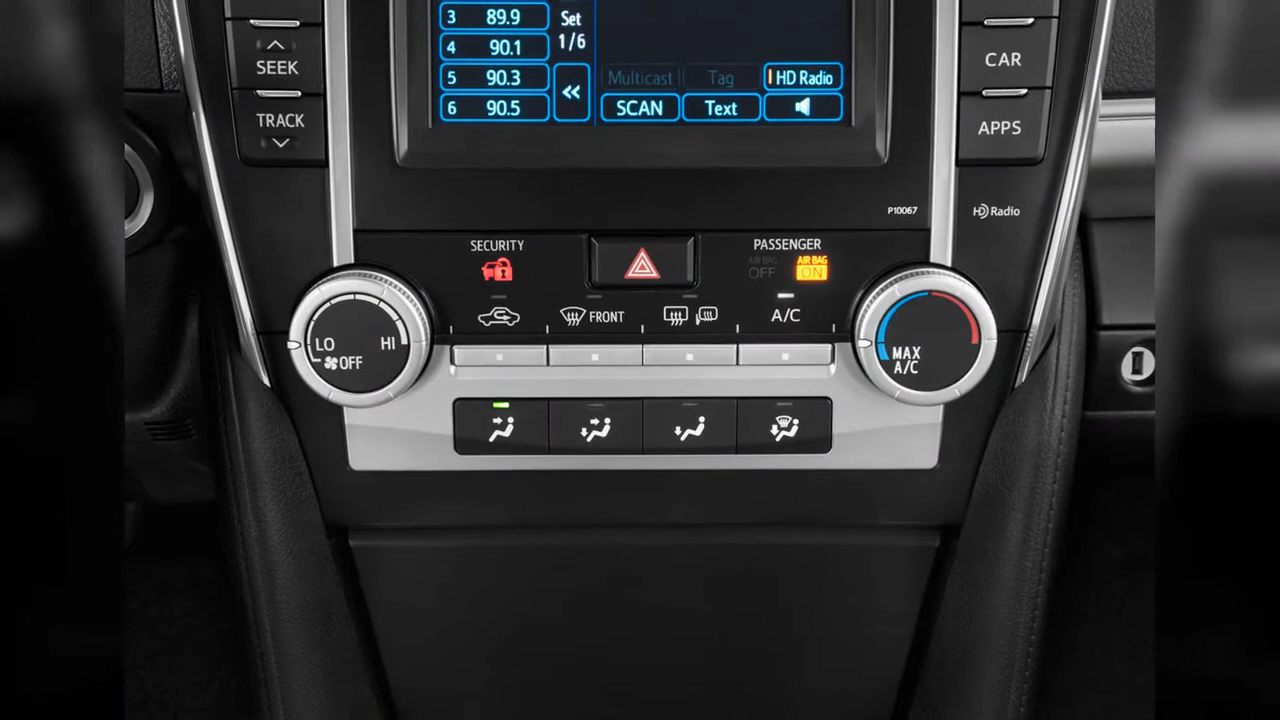 3 89.9
Set
4 90.1
1/6
SEEK
CAR
5 90.3
Multicast Tag HD Radio
6 90.5
SCAN Text
TRACK
APPS
P10067
HD Radio
SECURITY
PASSENGER
AIR BAG
OFF
AIR BAG
ON
FRONT
A/C
LO HI
OFF
MAX
A/C